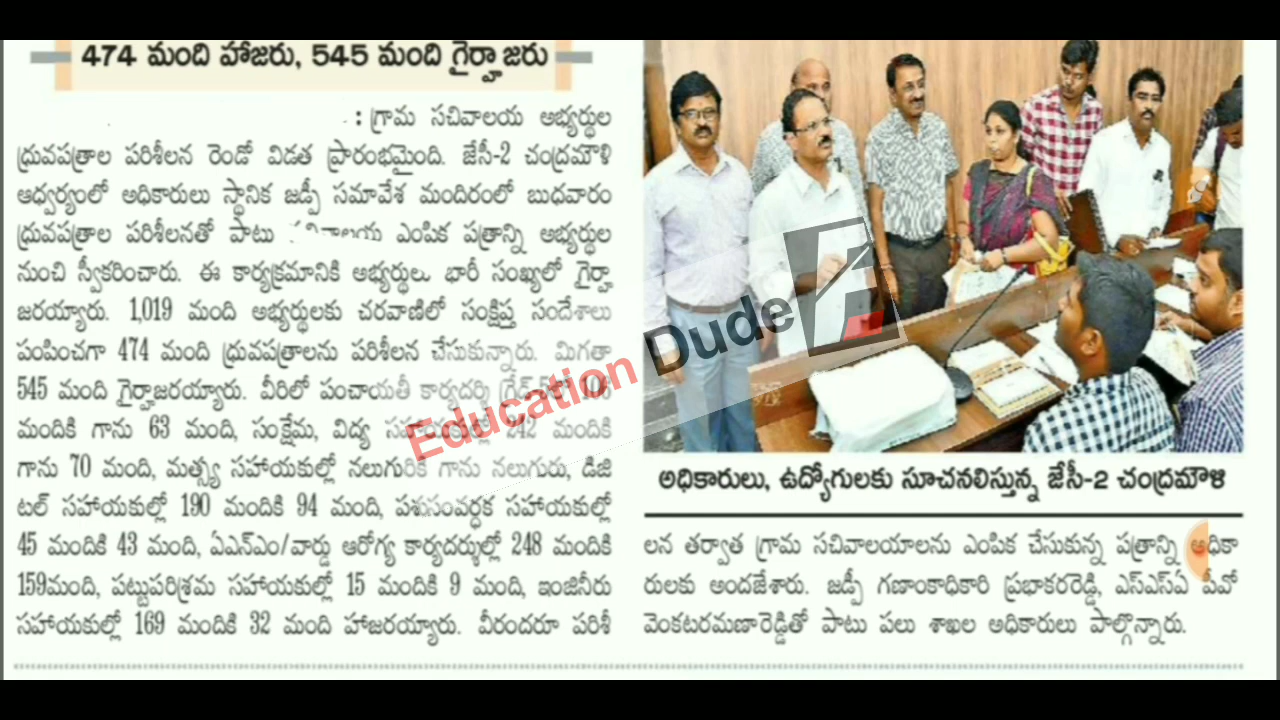 474 మంది హాజరు, 545 మంది గైర్హాజరు
: గ్రామ సచివాలయ అభ్యర్థుల
ధ్రువపత్రాల పరిశీలన రెండో విడత ప్రారంభమైంది. జేసీ-2 చంద్రమౌళి
ఆధ్వర్యంలో అధికారులు స్థానిక జడ్పీ సమావేశ మందిరంలో బుధవారం
ధ్రువపత్రాల పరిశీలనతో పాటు ఎంపిక పత్రాన్ని అభ్యర్థుల
నుంచి స్వీకరించారు. ఈ కార్యక్రమానికి అభ్యర్థులు భారీ సంఖ్యలో గైర్హా
జరయ్యారు. 1,019 మంది అభ్యర్థులకు చరవాణిలో సంక్షిప్త సందేశాలు
పంపించగా 474 మంది ధ్రువపత్రాలను పరిశీలన చేసుకున్నారు. మిగతా
545 మంది గైర్హాజరయ్యారు. వీరిలో పంచాయతీ కార్యదర్శి
మందికి గాను 63 మంది, సంక్షేమ, విద్య 242 మందికి
గాను 70 మంది, మత్స్య సహాయకుల్లో నలుగురికి గాను నలుగురు, డిజి
టల్ సహాయకుల్లో 190 మందికి 94 మంది, పశుసంవర్ధక సహాయకుల్లో
45 మందికి 43 మంది, ఏఎన్ఎం/వార్డు ఆరోగ్య కార్యదర్శుల్లో 248 మందికి
159మంది, పట్టుపరిశ్రమ సహాయకుల్లో 15 మందికి 9 మంది, ఇంజినీరు
సహాయకుల్లో 169 మందికి 32 మంది హాజరయ్యారు. వీరందరూ పరిశీ
అధికారులు, ఉద్యోగులకు సూచనలిస్తున్న జేసీ-2 చంద్రమౌళి
లన తర్వాత గ్రామ సచివాలయాలను ఎంపిక చేసుకున్న పత్రాన్ని అధికా
రులకు అందజేశారు. జడ్పీ గణాంకాధికారి ప్రభాకరరెడ్డి, ఎస్ఎస్ఏ పీవో
వెంకటరమణారెడ్డితో పాటు పలు శాఖల అధికారులు పాల్గొన్నారు.
Education Dude